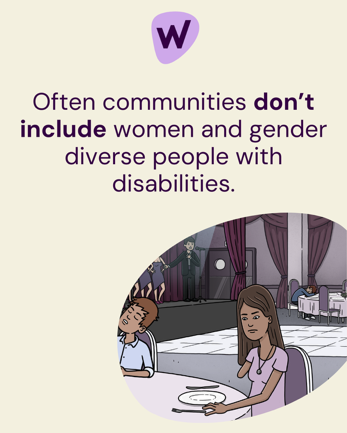 W
Often communities don’t
include women and gender
diverse people with
disabilities.